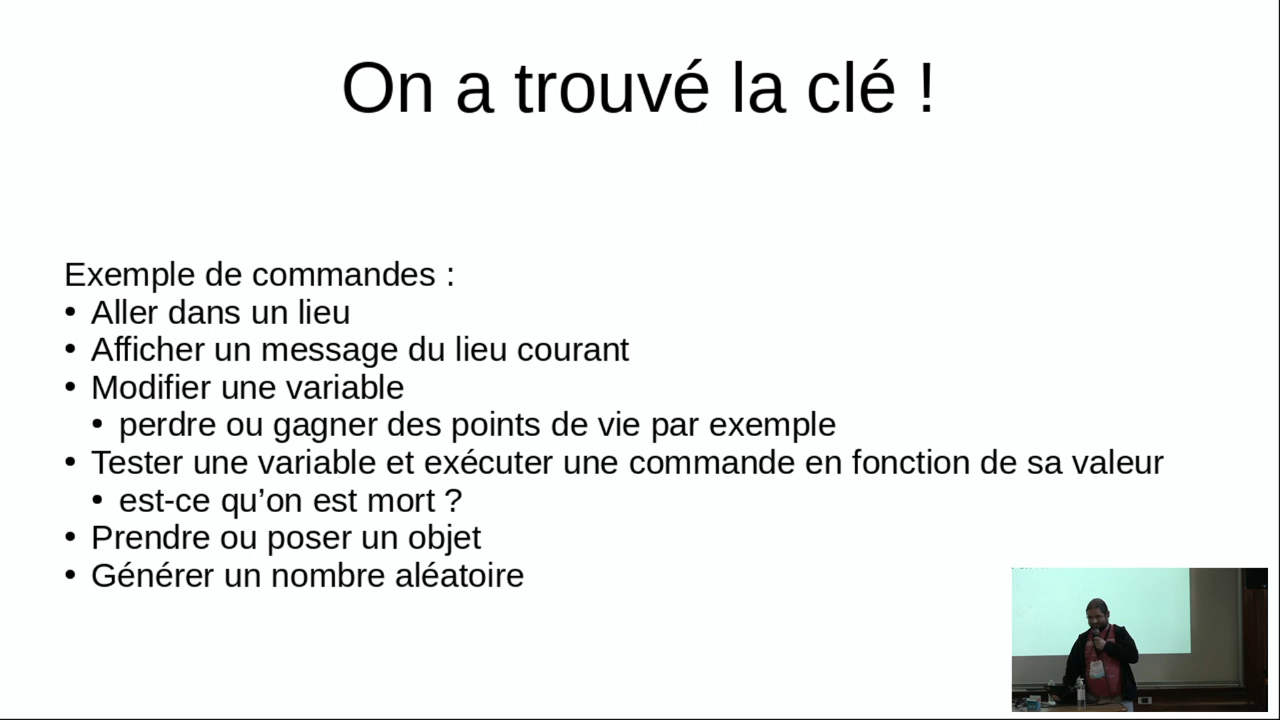 On a trouvé la clé !
Exemple de commandes :
• Aller dans un lieu
• Afficher un message du lieu courant
• Modifier une variable
• perdre ou gagner des points de vie par exemple
• Tester une variable et exécuter une commande en fonction de sa valeur
• est-ce qu’on est mort ?
• Prendre ou poser un objet
• Générer un nombre aléatoire